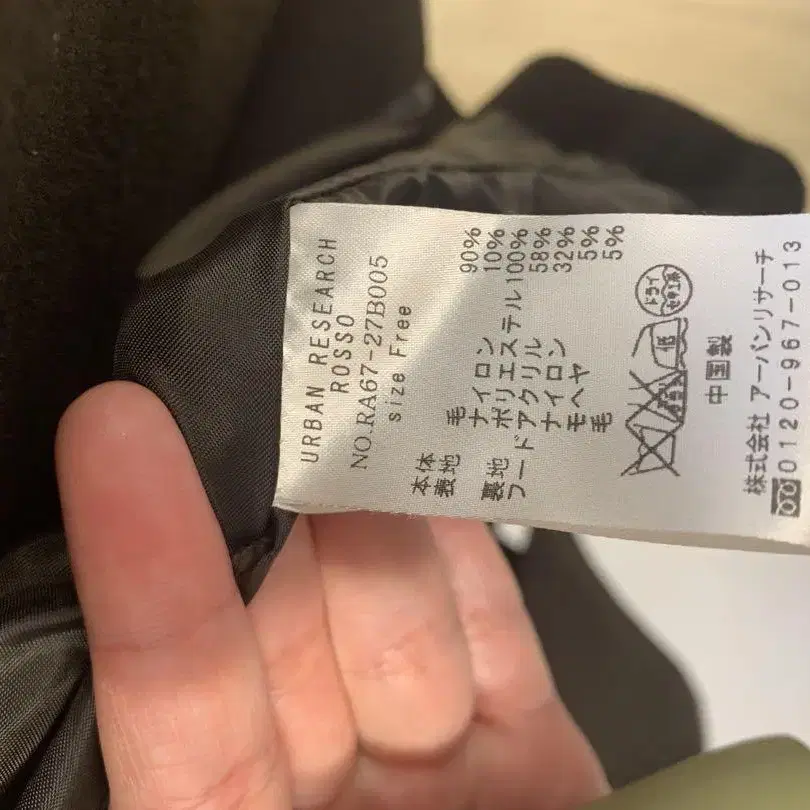 URBAN RESEARCH
ROSSO
NO.RA67-27B005
size Free
本体
表地 毛 90%
ナイロン 10%
裏地 ポリエステル100%
フード アクリル 58%
ナイロン 32%
モヘヤ 5%
毛 5%
ドライ
セキユ系
中国製
株式会社 アーバンリサーチ
0120-967-013